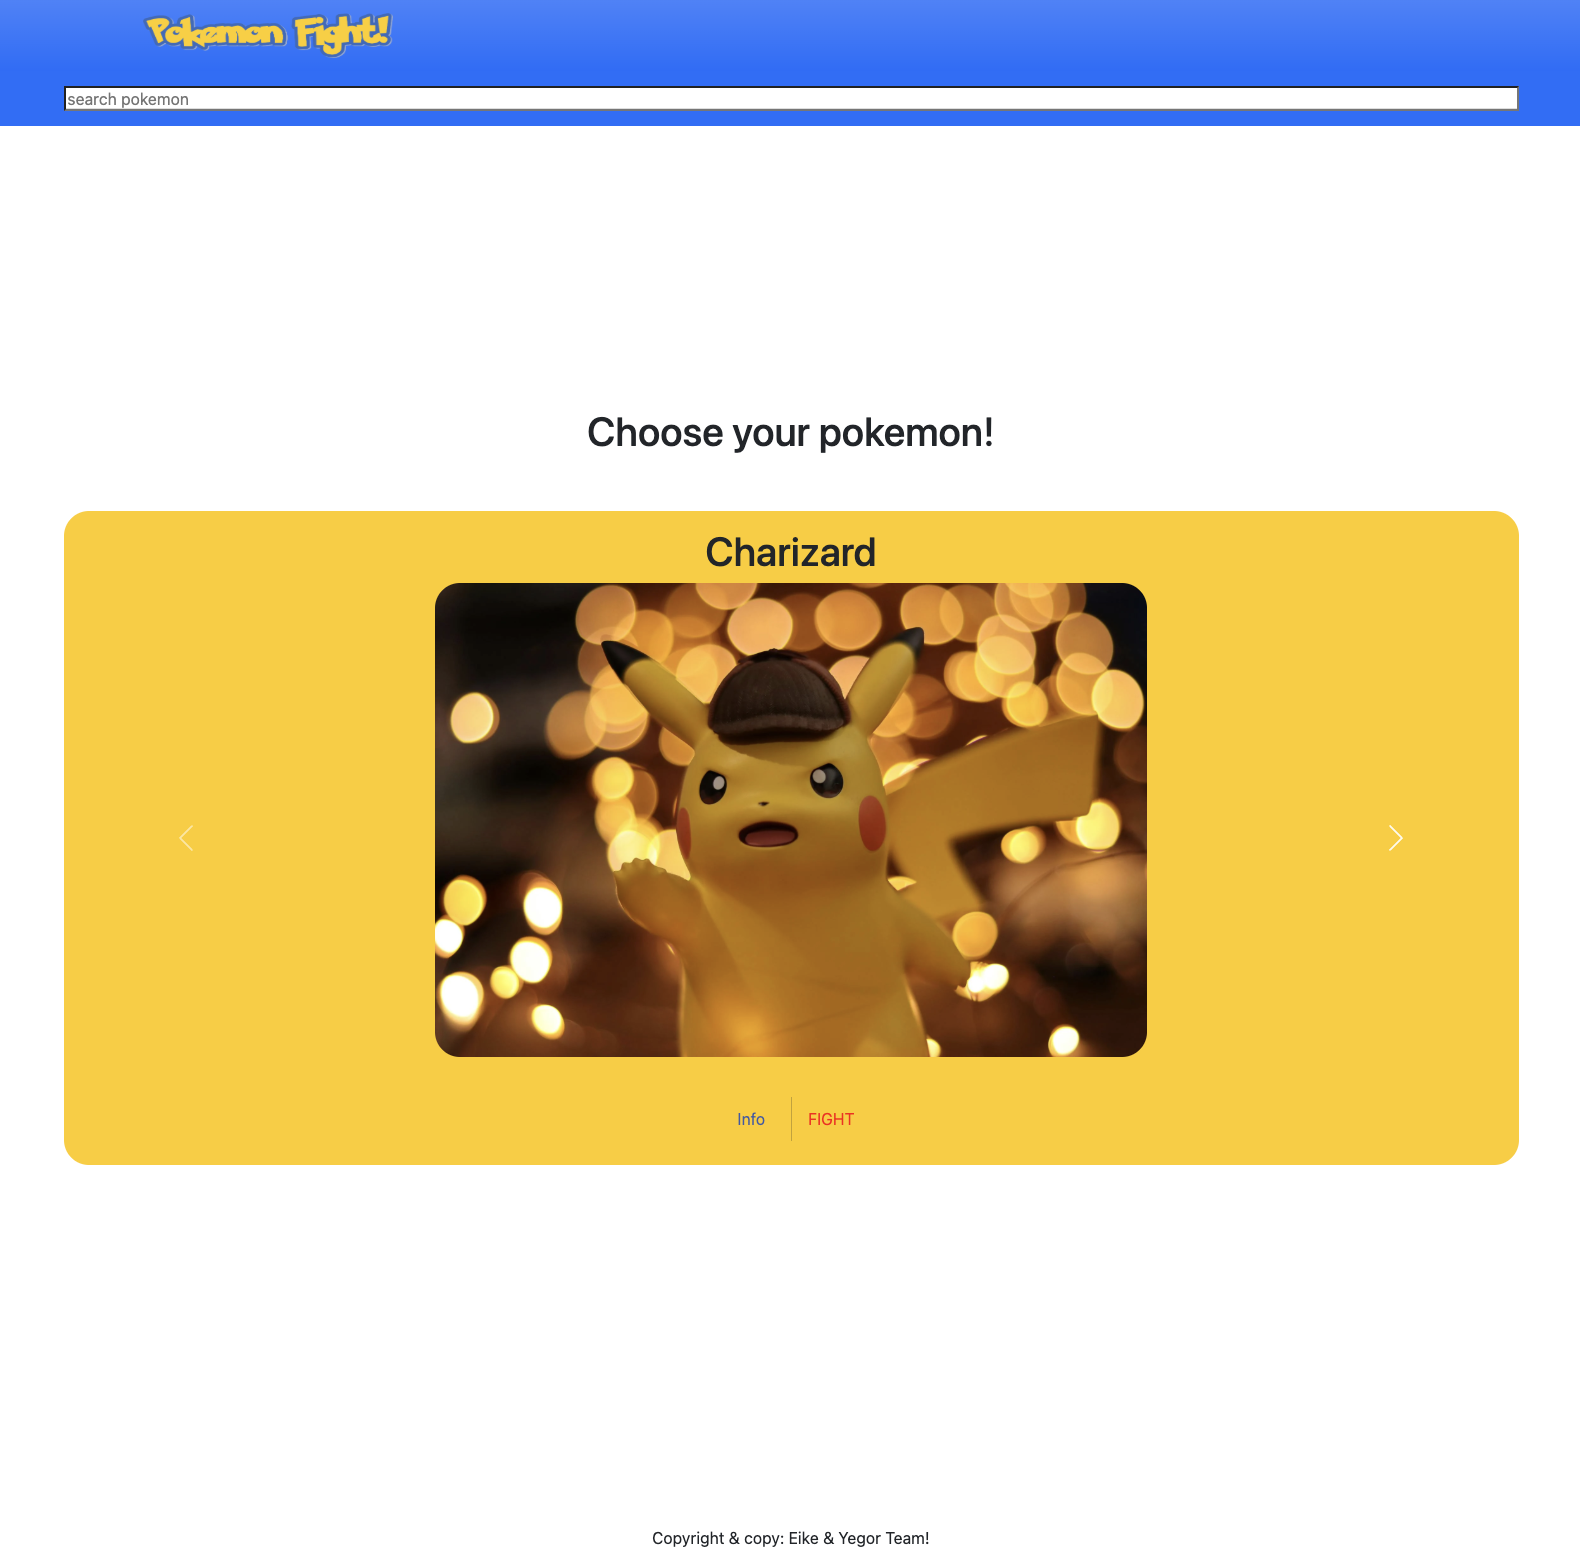 Pokemon Fight!
search pokemon
Choose your pokemon!
Charizard
Info
FIGHT
Copyright & copy: Eike & Yegor Team!